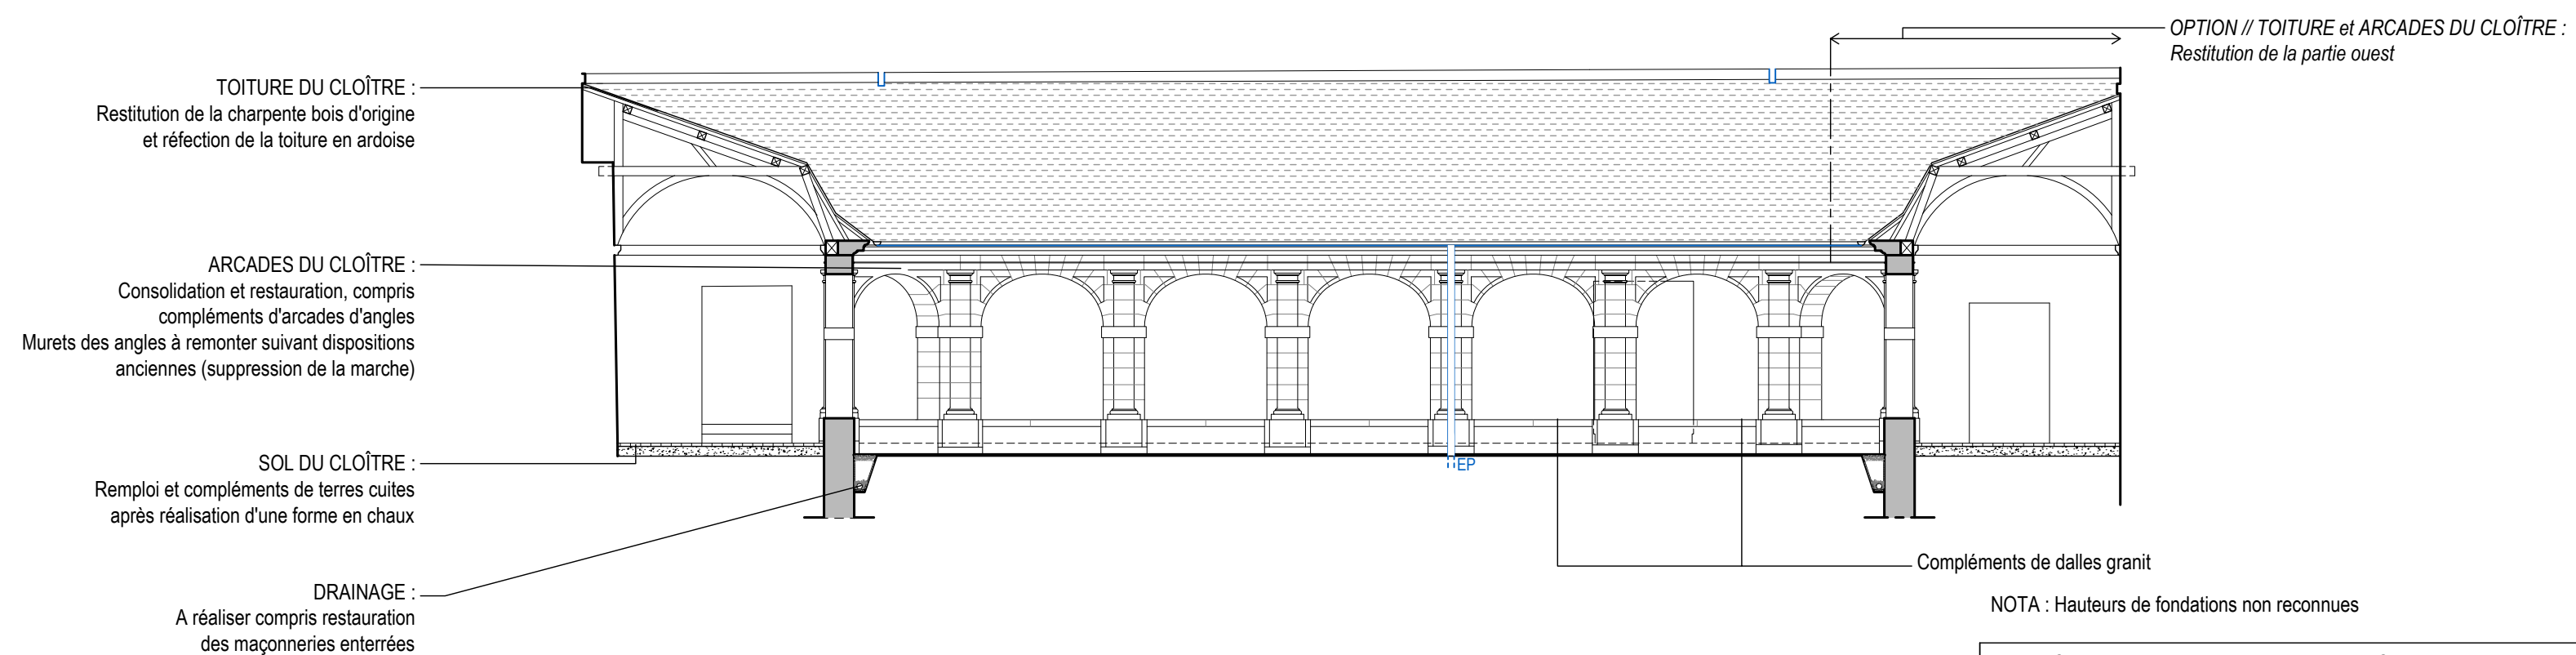 OPTION // TOITURE et ARCADES DU CLOÎTRE :
Restitution de la partie ouest
TOITURE DU CLOÎTRE :
Restitution de la charpente bois d'origine
et réfection de la toiture en ardoise
ARCADES DU CLOÎTRE :
Consolidation et restauration, compris
compléments d'arcades d'angles
Murets des angles à remonter suivant dispositions
anciennes (suppression de la marche)
SOL DU CLOÎTRE :
Remploi et compléments de terres cuites
après réalisation d'une forme en chaux
EP
DRAINAGE :
A réaliser compris restauration
des maçonneries enterrées
Compléments de dalles granit
NOTA : Hauteurs de fondations non reconnues